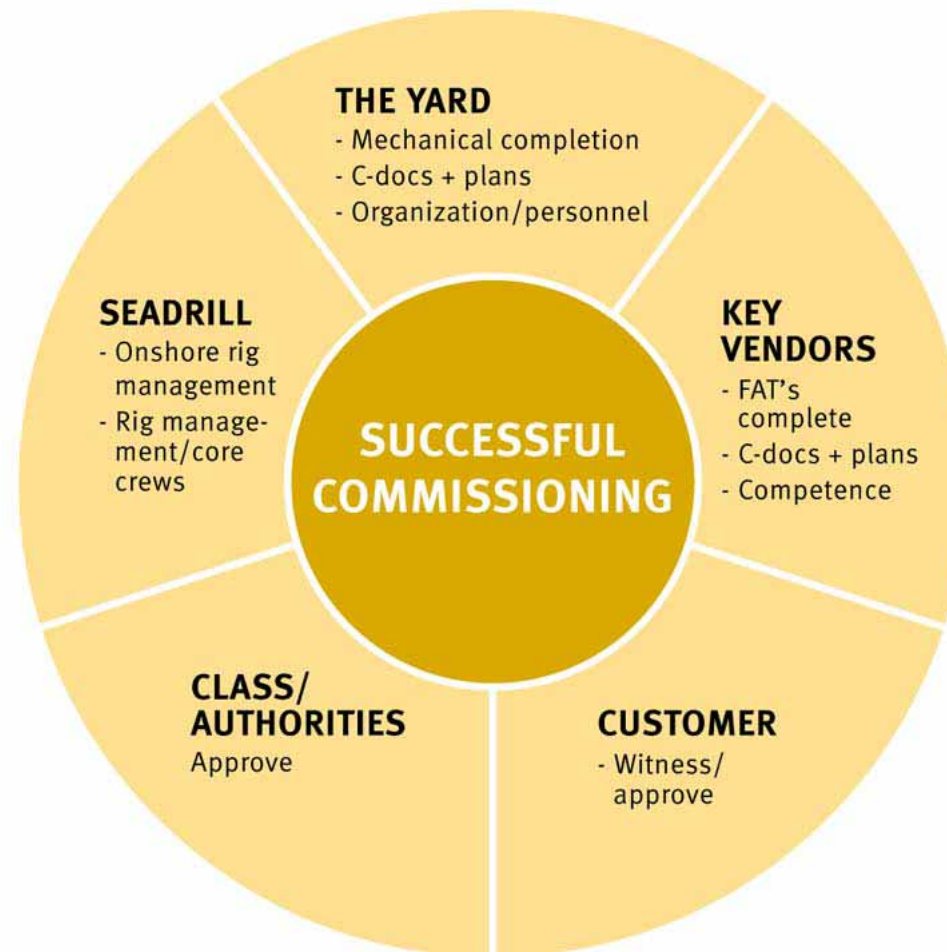 THE YARD
- Mechanical completion
- C-docs + plans
- Organization/personnel
KEY
VENDORS
- FAT's
complete
- C-docs + plans
- Competence
CUSTOMER
- Witness/
approve
CLASS/
AUTHORITIES
Approve
SEADRILL
- Onshore rig
management
- Rig manage-
ment/core
crews
SUCCESSFUL
COMMISSIONING